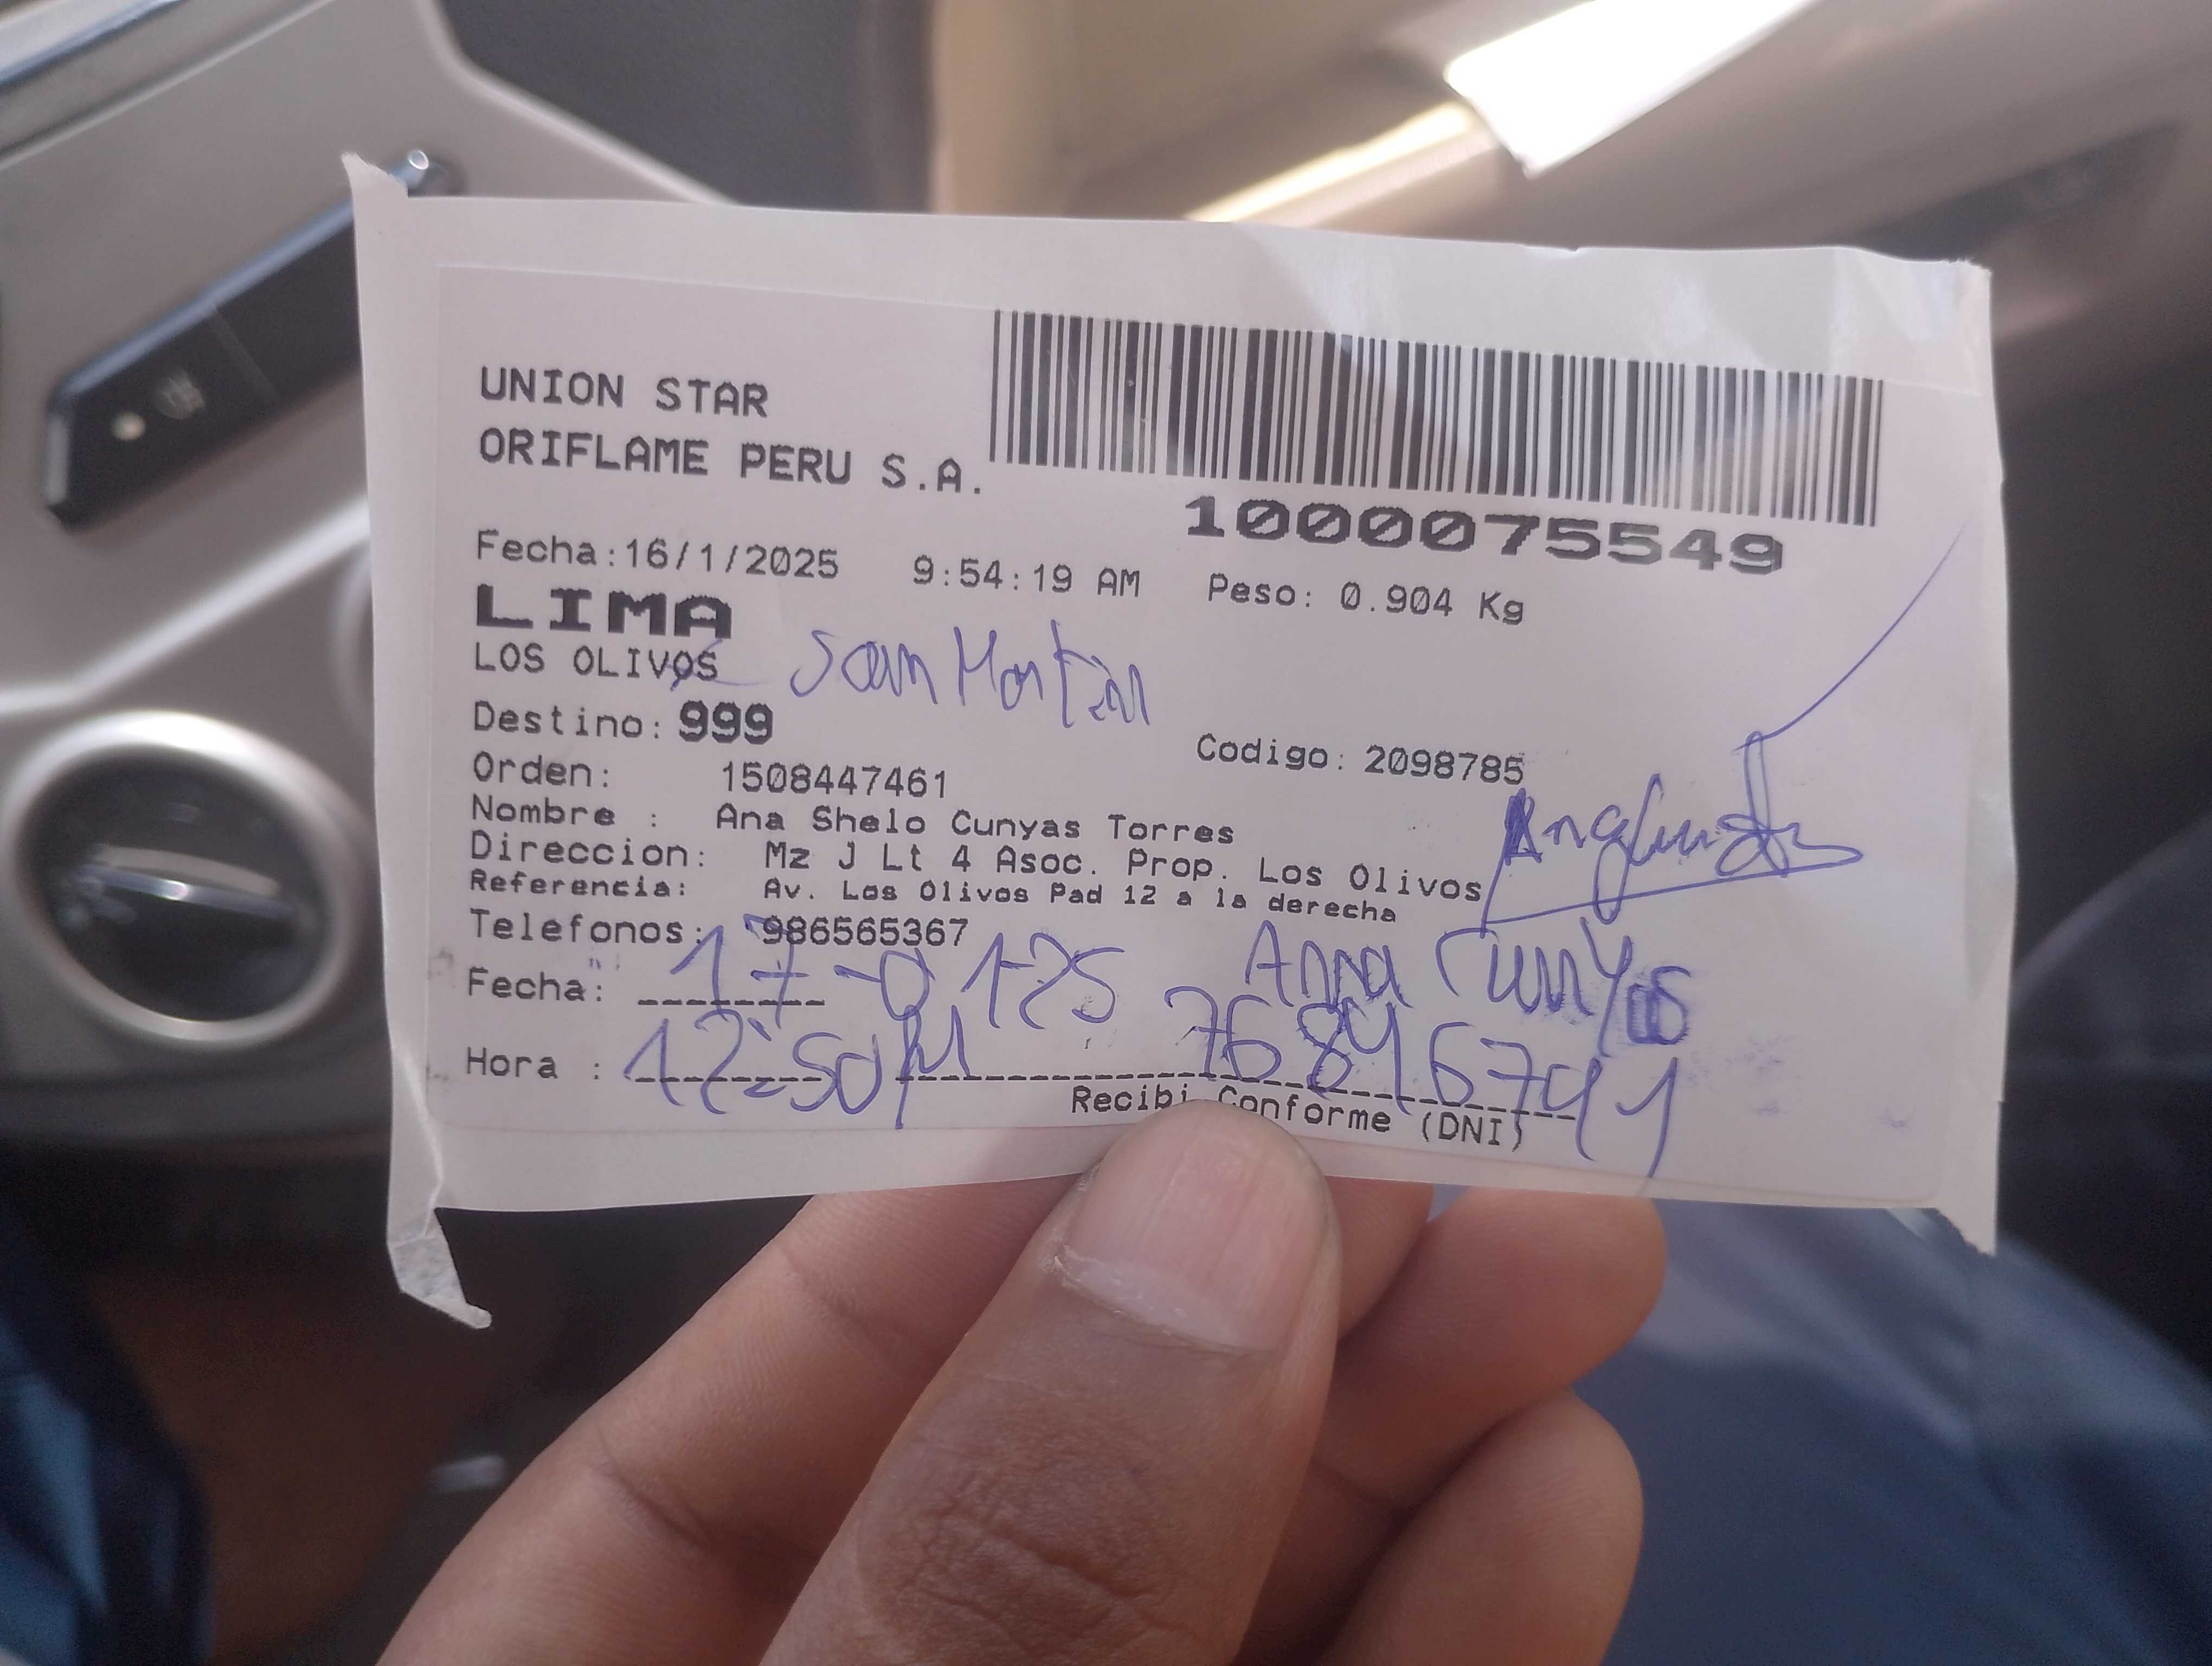 UNION STAR
ORIFLAME PERU S.A.
1000075549
Fecha:16/1/2025 9:54:19 AM Peso: 0.904 Kg
LIMA
LOS OLIVOS San Martin
Destino: 999
Codigo: 2098785
Orden: 1508447461
Nombre : Ana Shelo Cunyas Torres
Direccion: Mz J Lt 4 Asoc. Prop. Los Olivos
Referencia: Av. Los Olivos Pad 12 a la derecha
Telefonos: 986565367
Anna Cunyas
Fecha: 17-01-25
Hora : 12:50 M
Recibi Conforme (DNI)